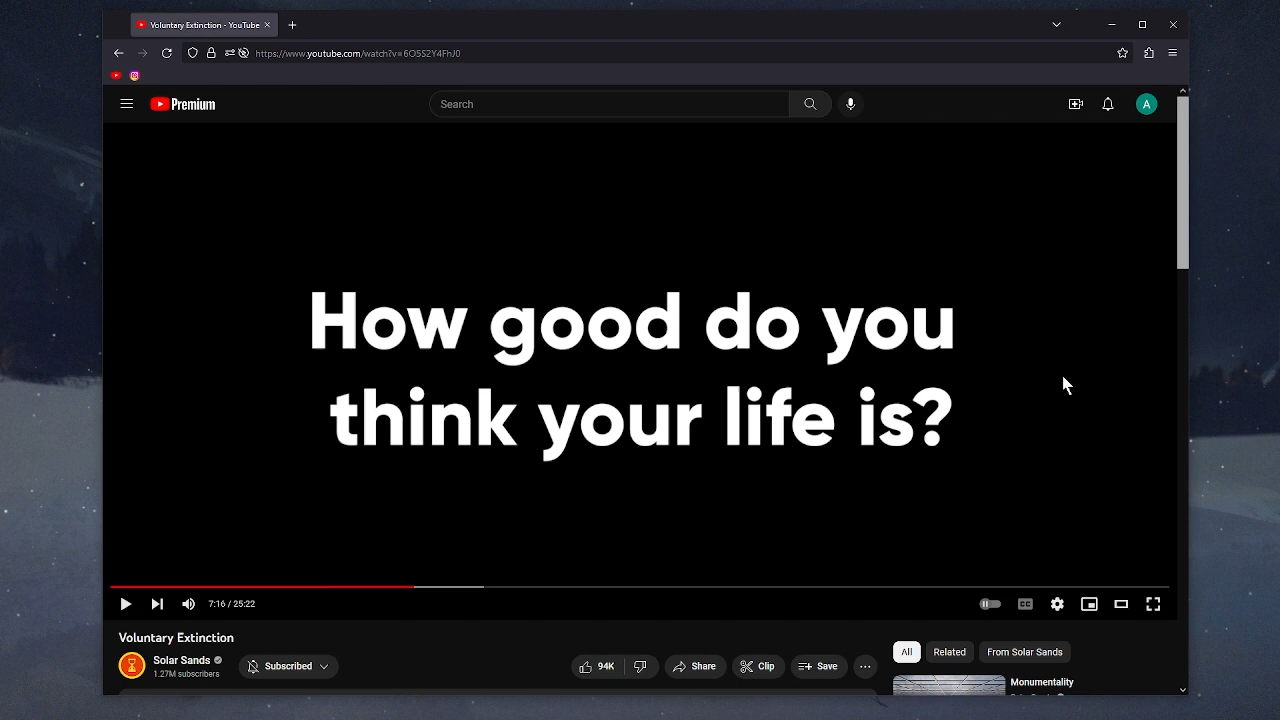 Voluntary Extinction - YouTube
https://www.youtube.com/watch?v=6O5S2Y4FhJ0
Premium
Search
A
How good do you
think your life is?
7:16 / 25:22
CC
Voluntary Extinction
Solar Sands
1.27M subscribers
Subscribed
94K
Share
Clip
Save
All
Related
From Solar Sands
Monumentality